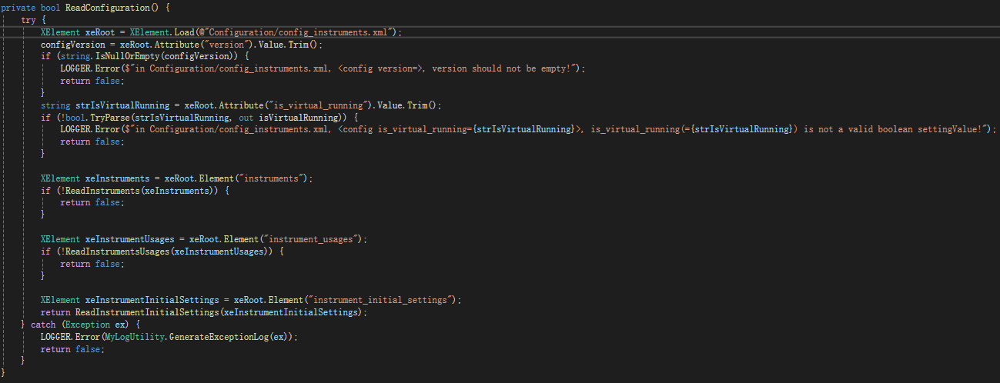 private bool ReadConfiguration() {
try {
XElement xeRoot = XElement.Load(@"Configuration/config_instruments.xml");
configVersion = xeRoot.Attribute("version").Value.Trim();
if (string.IsNullOrEmpty(configVersion)) {
LOGGER.Error($"in Configuration/config_instruments.xml, <config version=>, version should not be empty!");
return false;
}
string strIsVirtualRunning = xeRoot.Attribute("is_virtual_running").Value.Trim();
if (!bool.TryParse(strIsVirtualRunning, out isVirtualRunning)) {
LOGGER.Error($"in Configuration/config_instruments.xml, <config is_virtual_running={strIsVirtualRunning}>, is_virtual_running(={strIsVirtualRunning}) is not a valid boolean settingValue!");
return false;
}
XElement xeInstruments = xeRoot.Element("instruments");
if (!ReadInstruments(xeInstruments)) {
return false;
}
XElement xeInstrumentUsages = xeRoot.Element("instrument_usages");
if (!ReadInstrumentsUsages(xeInstrumentUsages)) {
return false;
}
XElement xeInstrumentInitialSettings = xeRoot.Element("instrument_initial_settings");
return ReadInstrumentInitialSettings(xeInstrumentInitialSettings);
} catch (Exception ex) {
LOGGER.Error(MyLogUtility.GenerateExceptionLog(ex));
return false;
}
}